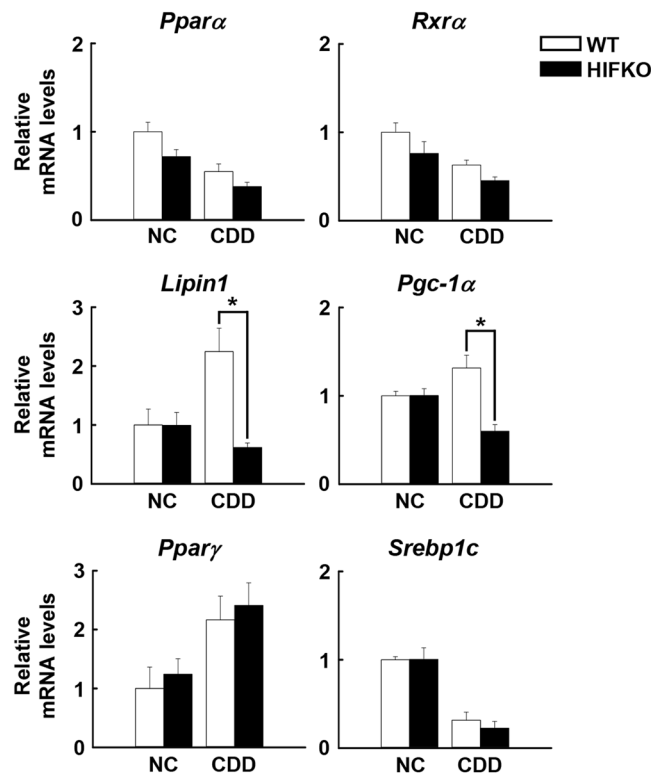 Pparα
Rxrα
WT
HIFKO
Relative
mRNA levels
2
1
0
NC CDD
2
1
0
NC CDD
Lipin1
Pgc-1α
Relative
mRNA levels
3
2
1
0
*
NC CDD
2
1
0
*
NC CDD
Pparγ
Srebp1c
Relative
mRNA levels
3
2
1
0
NC CDD
2
1
0
NC CDD